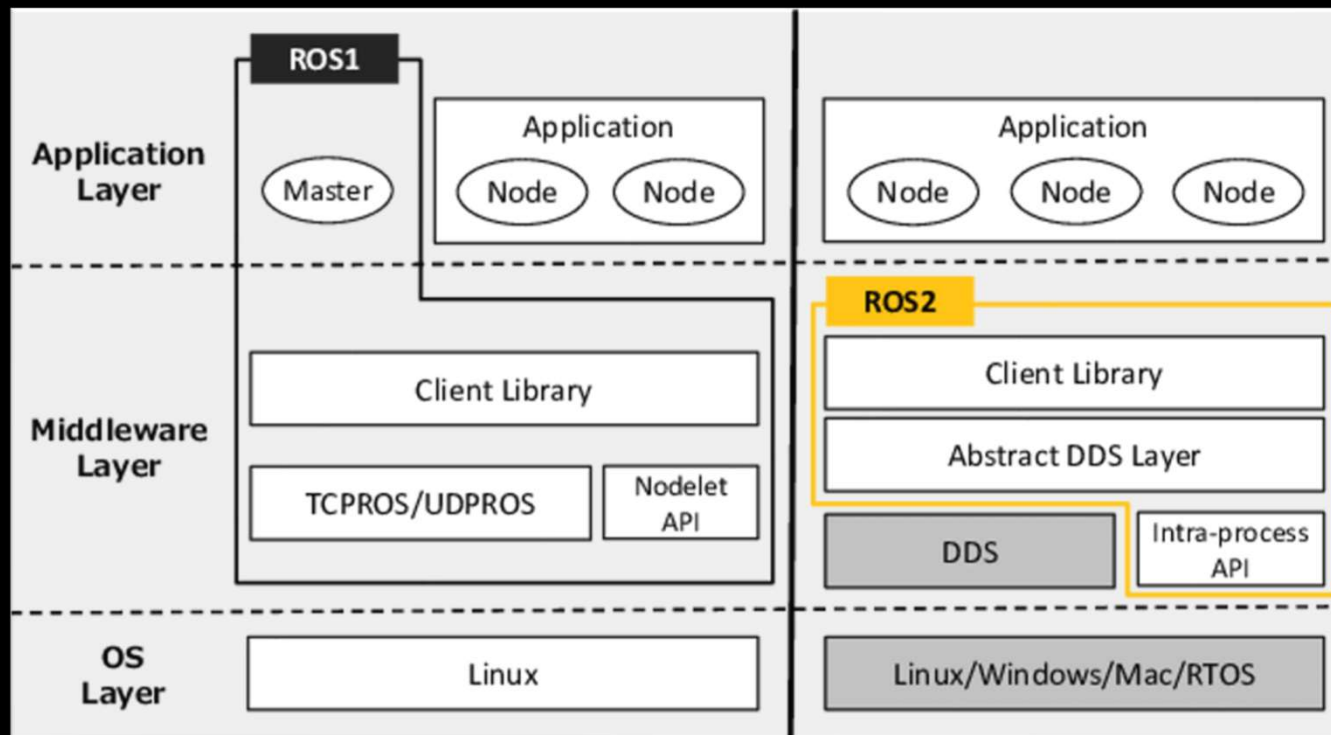 ROS1
Application
Layer
Master
Application
Node
Node
Application
Node
Node
Node
ROS2
Middleware
Layer
Client Library
TCPROS/UDPROS
Nodelet
API
Client Library
Abstract DDS Layer
DDS
Intra-process
API
OS
Layer
Linux
Linux/Windows/Mac/RTOS